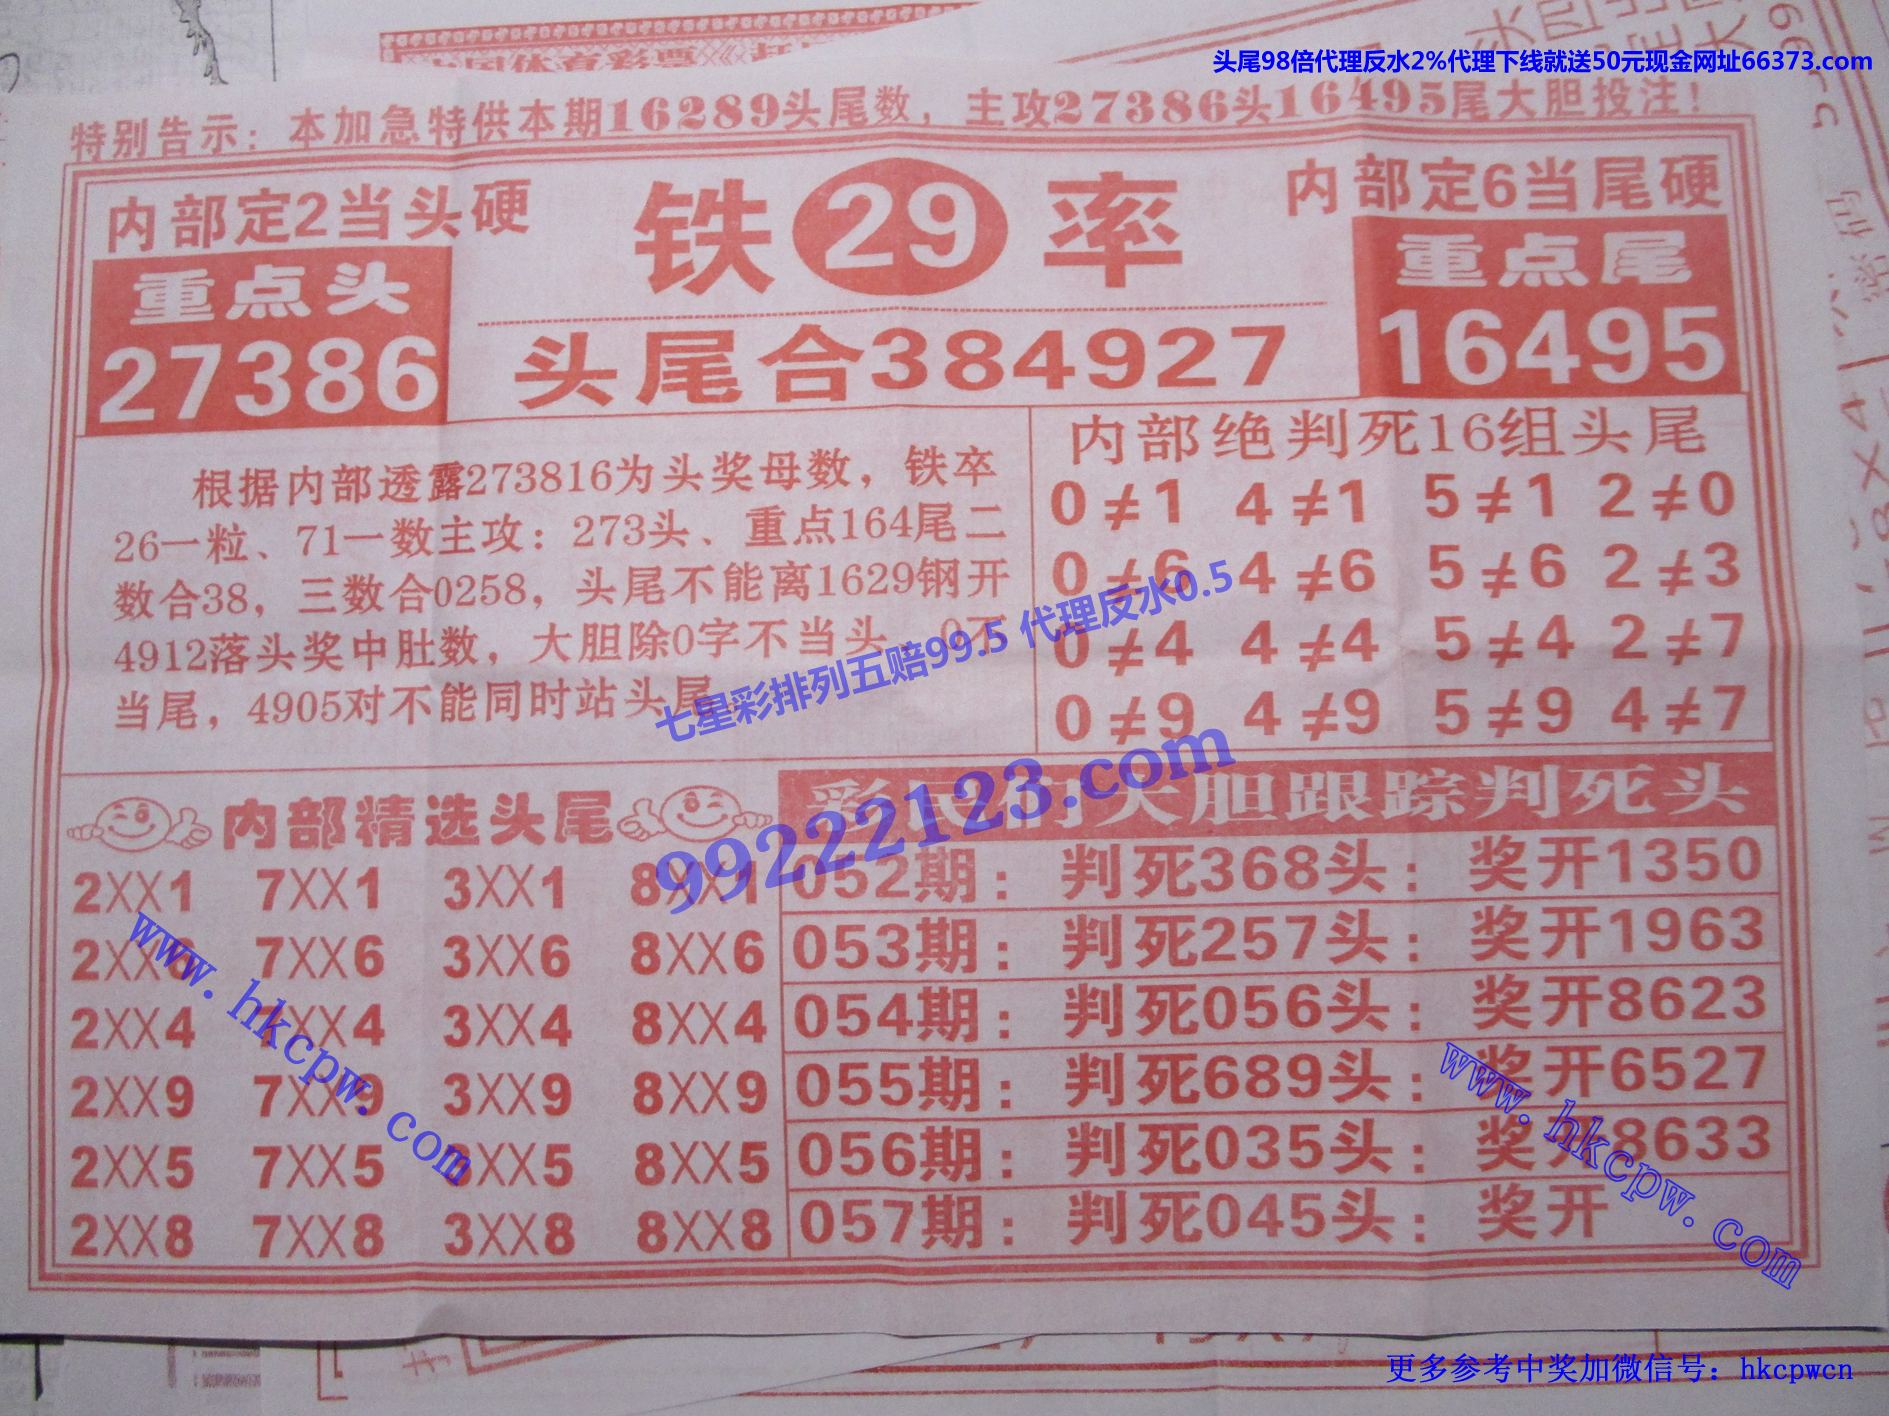 头尾98倍代理反水2%代理下线就送50元现金网址66373.com
特别告示：本加急特供本期16289头尾数，主攻27386头16495尾大胆投注！
内部定2当头硬
铁29率
内部定6当尾硬
重点头
27386
头尾合384927
重点尾
16495
根据内部透露273816为头奖母数，铁卒
26一粒、71一数主攻：273头、重点164尾二
数合38，三数合0258，头尾不能离1629钢开
4912落头奖中肚数，大胆除0字不当头、0不
当尾，4905对不能同时站头尾
内部绝判死16组头尾
0≠1 4≠1 5≠1 2≠0
0≠6 4≠6 5≠6 2≠3
0≠4 4≠4 5≠4 2≠7
0≠9 4≠9 5≠9 4≠7
七星彩排列五赔99.5 代理反水0.5
99222123.com
内部精选头尾
2XX1 7XX1 3XX1 8XX1
2XX6 7XX6 3XX6 8XX6
2XX4 7XX4 3XX4 8XX4
2XX9 7XX9 3XX9 8XX9
2XX5 7XX5 3XX5 8XX5
2XX8 7XX8 3XX8 8XX8
彩民们大胆跟踪判死头
052期：判死368头：奖开1350
053期：判死257头：奖开1963
054期：判死056头：奖开8623
055期：判死689头：奖开6527
056期：判死035头：奖开8633
057期：判死045头：奖开
www.hkcpw.com
www.hkcpw.com
更多参考中奖加微信号：hkcpwcn